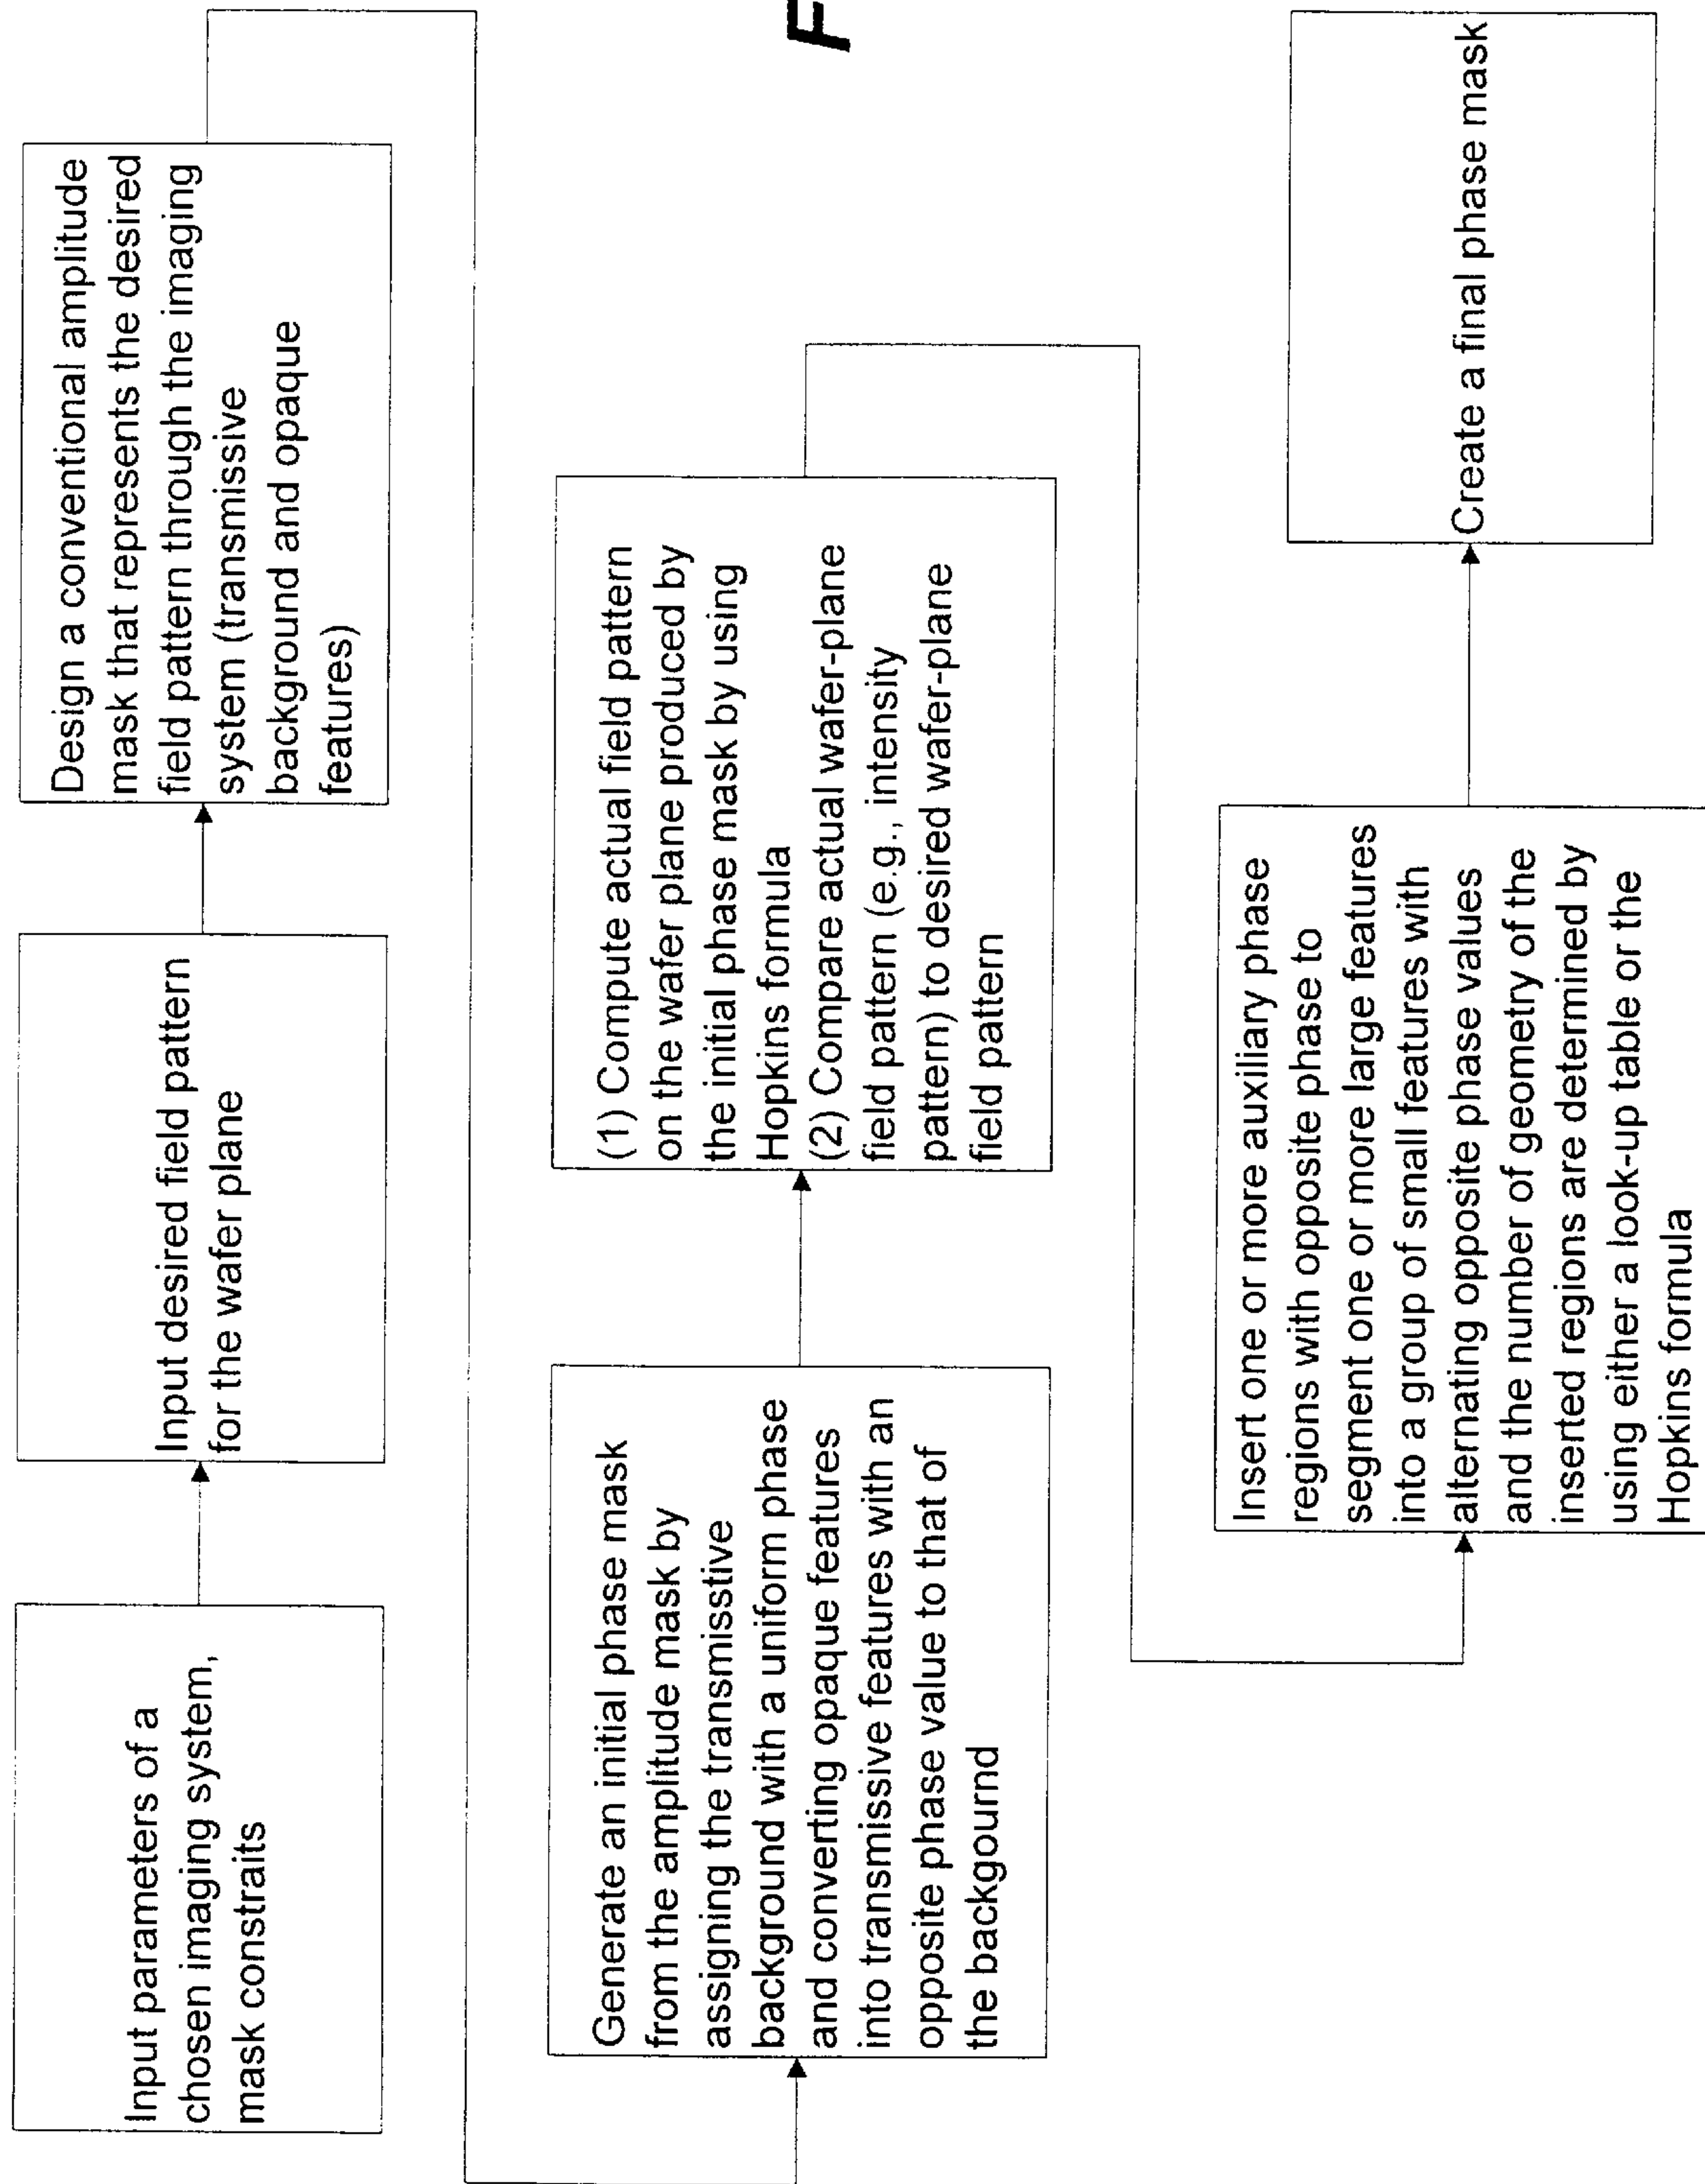 Input parameters of a
chosen imaging system,
mask constraits
Input desired field pattern
for the wafer plane
Design a conventional amplitude
mask that represents the desired
field pattern through the imaging
system (transmissive
background and opaque
features)
Generate an initial phase mask
from the amplitude mask by
assigning the transmisstive
background with a uniform phase
and converting opaque features
into transmissive features with an
opposite phase value to that of
the backgournd
(1) Compute actual field pattern
on the wafer plane produced by
the initial phase mask by using
Hopkins formula
(2) Compare actual wafer-plane
field pattern (e.g., intensity
pattern) to desired wafer-plane
field pattern
Insert one or more auxiliary phase
regions with opposite phase to
segment one or more large features
into a group of small features with
alternating opposite phase values
and the number of geometry of the
inserted regions are determined by
using either a look-up table or the
Hopkins formula
Create a final phase mask